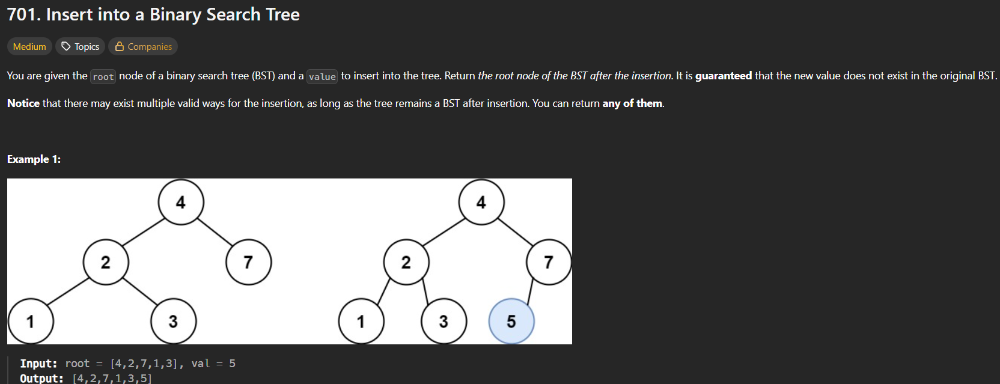 701. Insert into a Binary Search Tree
Medium Topics Companies
You are given the root node of a binary search tree (BST) and a value to insert into the tree. Return the root node of the BST after the insertion. It is guaranteed that the new value does not exist in the original BST.
Notice that there may exist multiple valid ways for the insertion, as long as the tree remains a BST after insertion. You can return any of them.
Example 1:
4 4
2 7 2 7
1 3 1 3 5
Input: root = [4,2,7,1,3], val = 5
Output: [4,2,7,1,3,5]